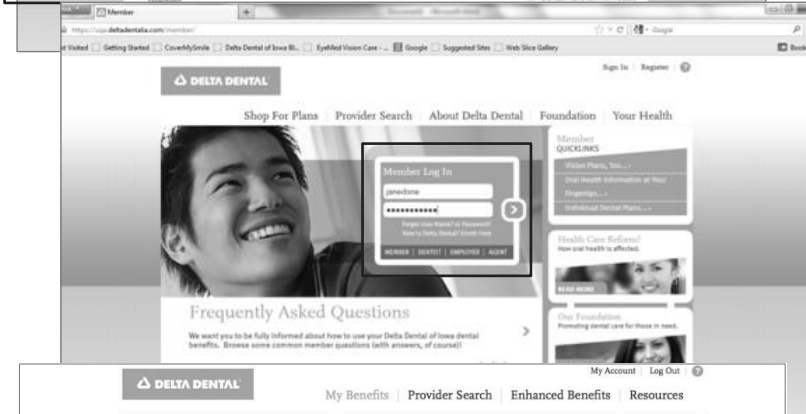 Member
https://uqa.deltadentalia.com/member/
Google
t Visited Getting Started CoverMySmile Delta Dental of Iowa Bl... EyeMed Vision Care - ... Google Suggested Sites Web Slice Gallery
Book
Sign In Register
DELTA DENTAL
Shop For Plans Provider Search About Delta Dental Foundation Your Health
Member
QUICKLINKS
Vision Plans, Too...
Oral Health Information at Your
Fingertips...
Individual Dental Plans...
Member Log In
janedone
Forgot User Name? or Password?
New to Delta Dental? Enroll Here
MEMBER | DENTIST | EMPLOYER | AGENT
Health Care Reform?
How oral health is affected.
READ MORE
Frequently Asked Questions
We want you to be fully informed about how to use your Delta Dental of Iowa dental
benefits. Browse some common member questions (with answers, of course)!
Our Foundation
Promoting dental care for those in need.
My Account Log Out
DELTA DENTAL
My Benefits Provider Search Enhanced Benefits Resources